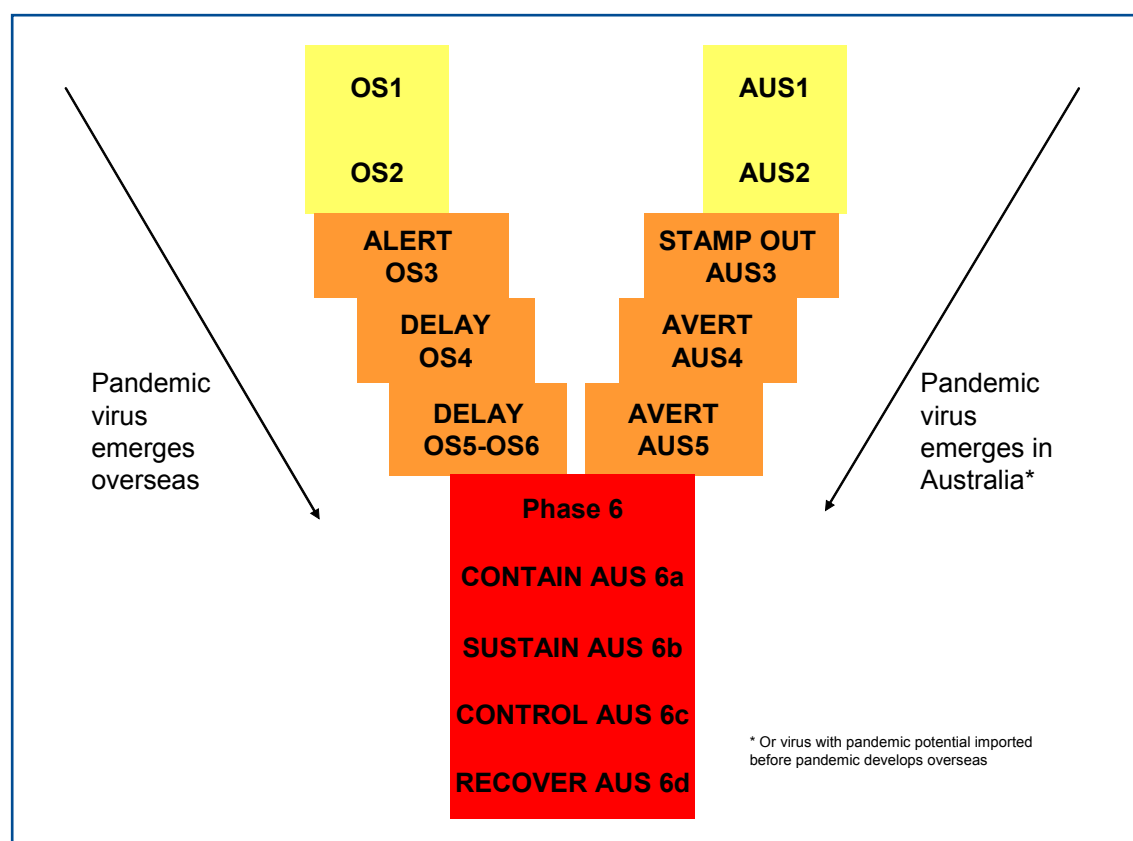 OS1
OS2
ALERT
OS3
DELAY
OS4
DELAY
OS5-OS6
AUS1
AUS2
STAMP OUT
AUS3
AVERT
AUS4
AVERT
AUS5
Pandemic
virus
emerges
overseas
Pandemic
virus
emerges in
Australia*
Phase 6
CONTAIN AUS 6a
SUSTAIN AUS 6b
CONTROL AUS 6c
RECOVER AUS 6d
* Or virus with pandemic potential imported
before pandemic develops overseas